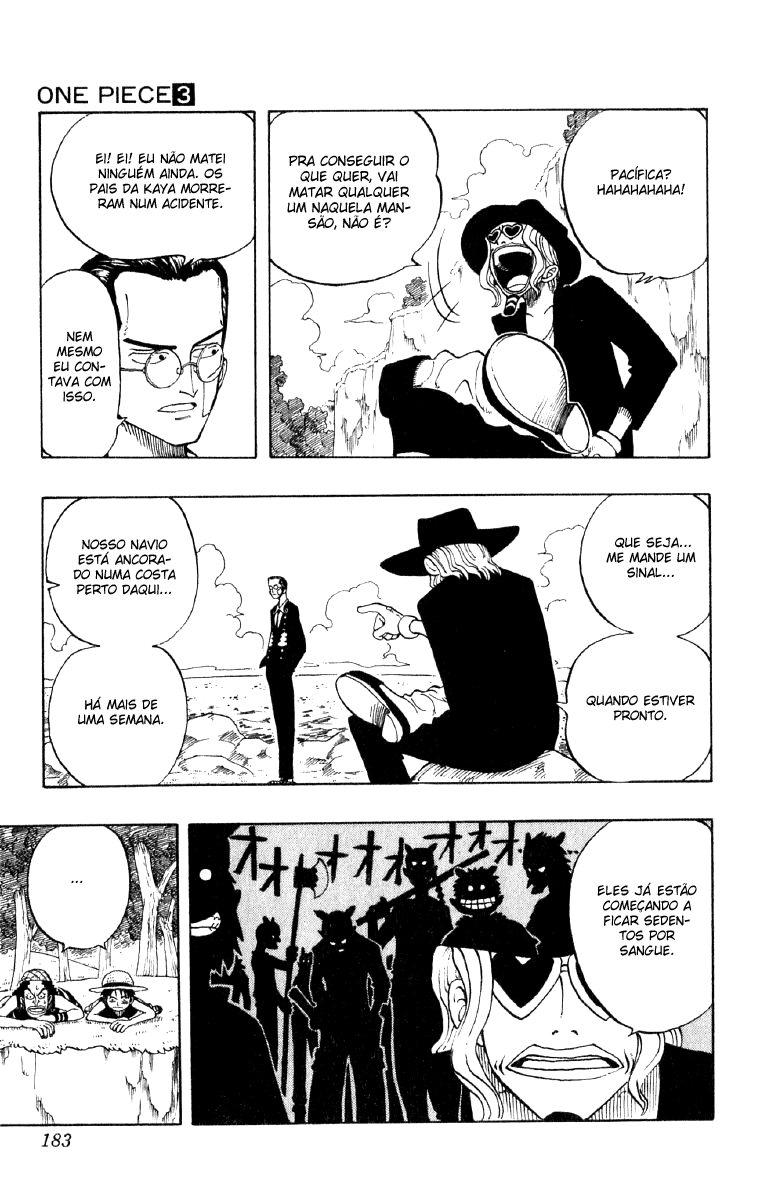 ONE PIECE 3
PACÍFICA?
HAHAHAHAHA!
PRA CONSEGUIR O
QUE QUER, VAI
MATAR QUALQUER
UM NAQUELA MAN-
SÃO, NÃO É?
EI! EI! EU NÃO MATEI
NINGUÉM AINDA. OS
PAIS DA KAYA MORRE-
RAM NUM ACIDENTE.
NEM
MESMO
EU CON-
TAVA COM
ISSO.
QUE SEJA...
ME MANDE UM
SINAL...
QUANDO ESTIVER
PRONTO.
NOSSO NAVIO
ESTÁ ANCORA-
DO NUMA COSTA
PERTO DAQUI...
HÁ MAIS DE
UMA SEMANA.
ELES JÁ ESTÃO
COMEÇANDO A
FICAR SEDEN-
TOS POR
SANGUE.
オオオオオオ
...
183